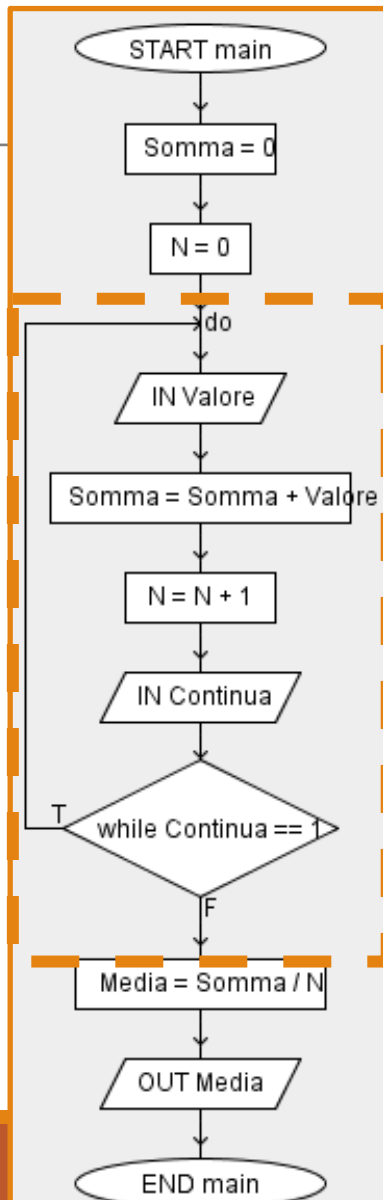 START main
Somma = 0
N = 0
do
IN Valore
Somma = Somma + Valore
N = N + 1
IN Continua
T
while Continua == 1
F
Media = Somma / N
OUT Media
END main